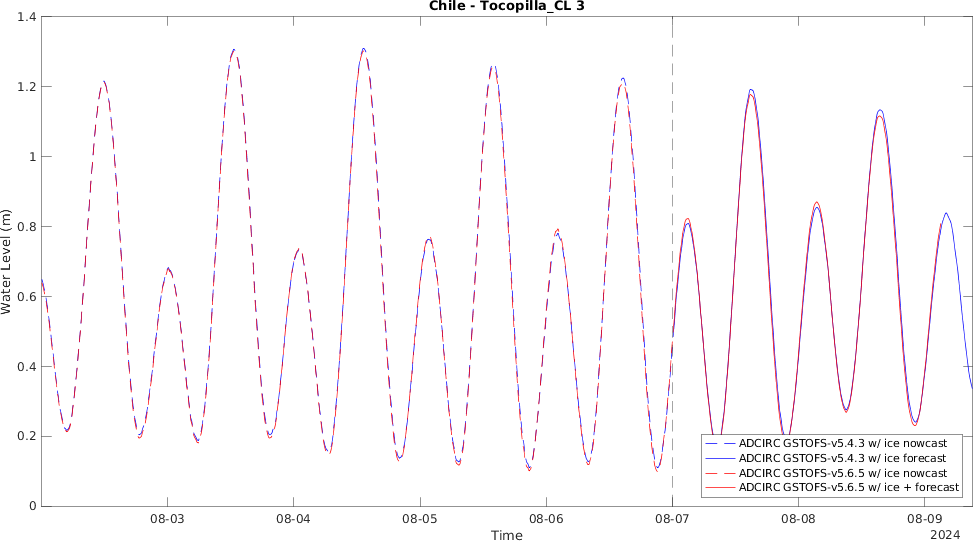 Chile - Tocopilla_CL 3
1.4
1.2
1
0.8
0.6
0.4
0.2
0
Water Level (m)
ADCIRC GSTOFS-v5.4.3 w/ ice nowcast
ADCIRC GSTOFS-v5.4.3 w/ ice forecast
ADCIRC GSTOFS-v5.6.5 w/ ice nowcast
ADCIRC GSTOFS-v5.6.5 w/ ice + forecast
08-03 08-04 08-05 08-06 08-07 08-08 08-09
Time
2024